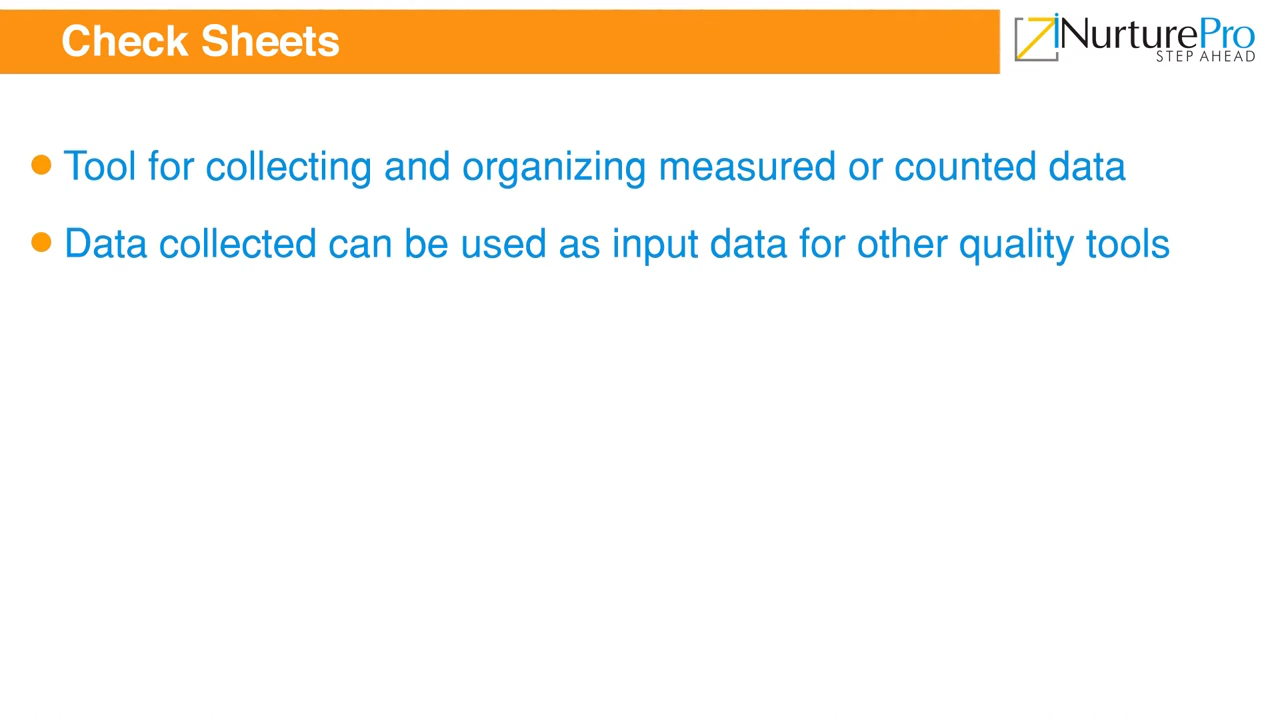 Check Sheets
iNurturePro
STEP AHEAD
Tool for collecting and organizing measured or counted data
Data collected can be used as input data for other quality tools